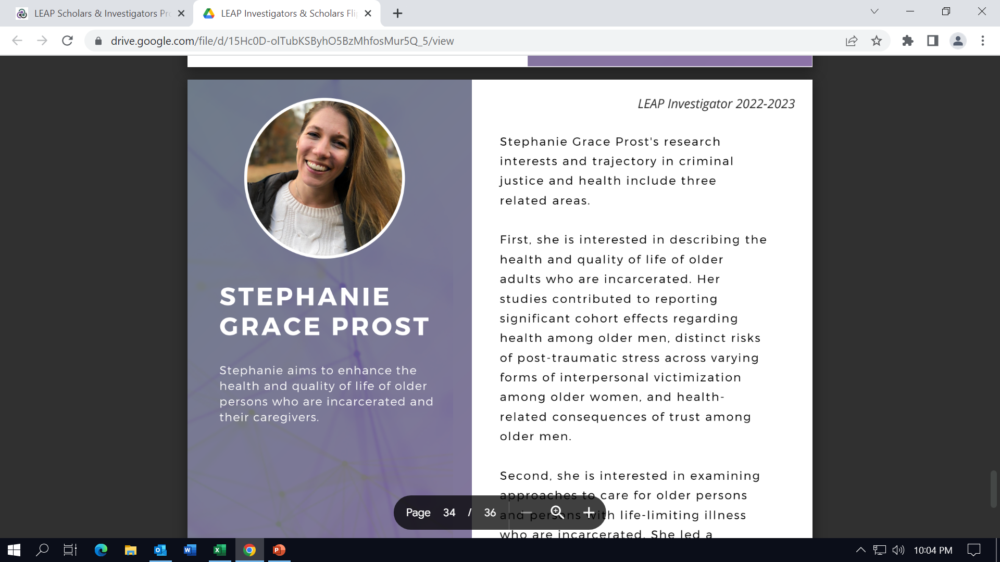 LEAP Scholars & Investigators Pr
LEAP Investigators & Scholars Fli
drive.google.com/file/d/15Hc0D-olTubKSByhO5BzMhfosMur5Q_5/view
STEPHANIE
GRACE PROST
Stephanie aims to enhance the
health and quality of life of older
persons who are incarcerated and
their caregivers.
LEAP Investigator 2022-2023
Stephanie Grace Prost's research
interests and trajectory in criminal
justice and health include three
related areas.
First, she is interested in describing the
health and quality of life of older
adults who are incarcerated. Her
studies contributed to reporting
significant cohort effects regarding
health among older men, distinct risks
of post-traumatic stress across varying
forms of interpersonal victimization
among older women, and health-
related consequences of trust among
older men.
Second, she is interested in examining
approaches to care for older persons
and persons with life-limiting illness
who are incarcerated. She led a
Page 34 / 36
10:04 PM